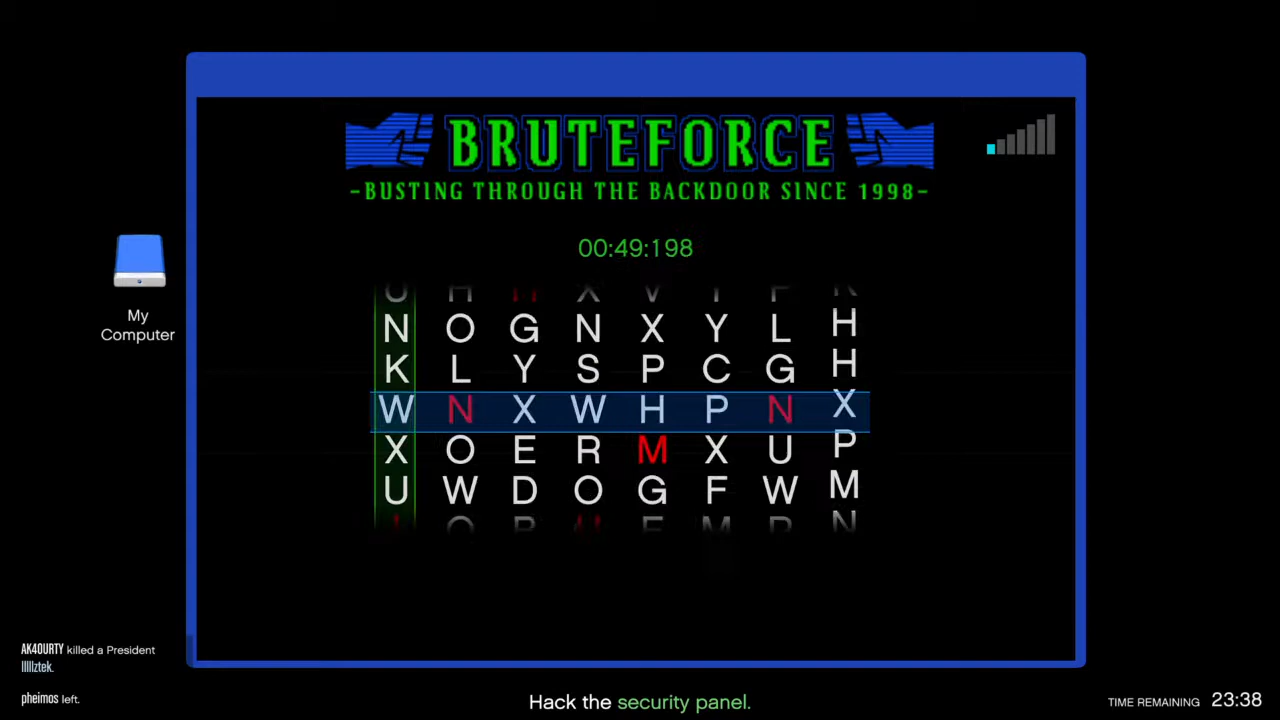 BRUTEFORCE
-BUSTING THROUGH THE BACKDOOR SINCE 1998-
00:49:198
N O G N X Y L H
K L Y S P C G H
W N X W H P N X
X O E R M X U P
U W D O G F W M
My
Computer
AK4OURTY killed a President
pheimos left.
Hack the security panel.
TIME REMAINING 23:38